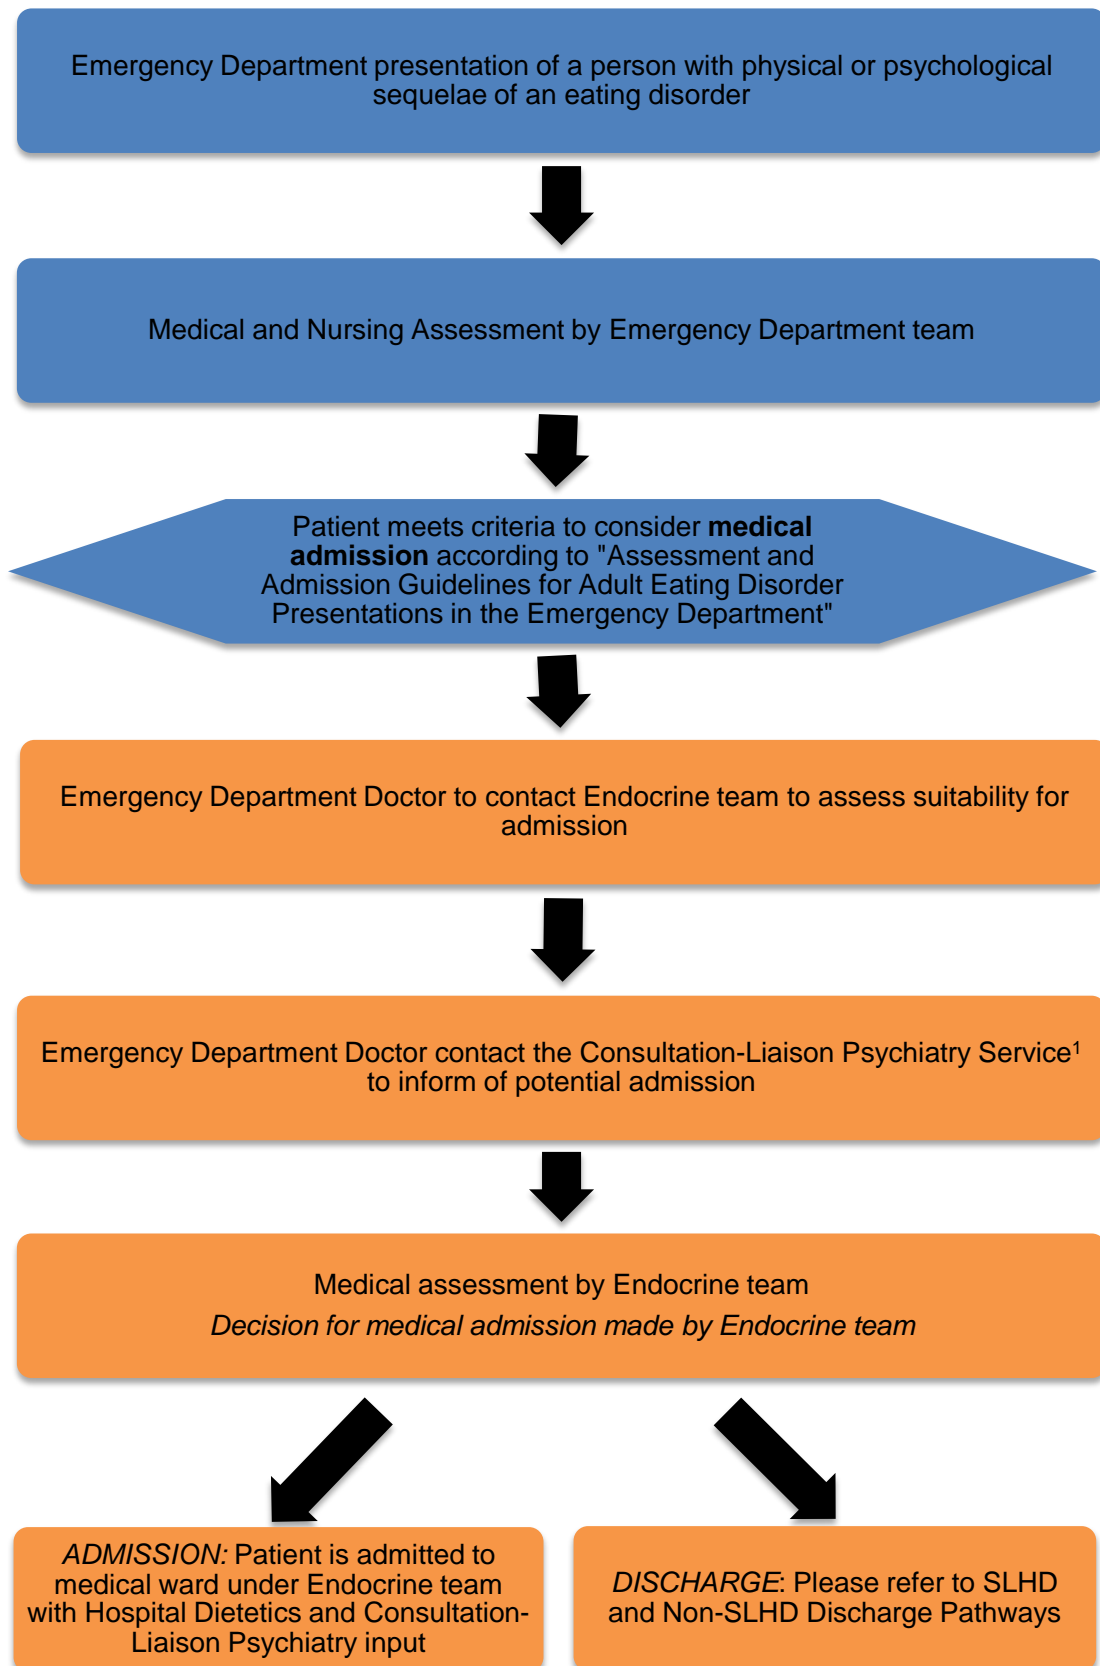 Emergency Department presentation of a person with physical or psychological
sequelae of an eating disorder
Medical and Nursing Assessment by Emergency Department team
Patient meets criteria to consider medical
admission according to "Assessment and
Admission Guidelines for Adult Eating Disorder
Presentations in the Emergency Department"
Emergency Department Doctor to contact Endocrine team to assess suitability for
admission
Emergency Department Doctor contact the Consultation-Liaison Psychiatry Service¹
to inform of potential admission
Medical assessment by Endocrine team
Decision for medical admission made by Endocrine team
ADMISSION: Patient is admitted to
medical ward under Endocrine team
with Hospital Dietetics and Consultation-
Liaison Psychiatry input
DISCHARGE: Please refer to SLHD
and Non-SLHD Discharge Pathways